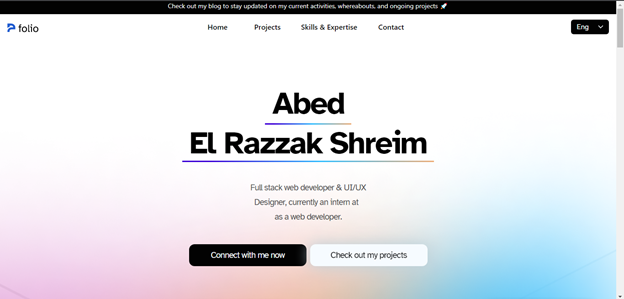 Check out my blog to stay updated on my current activities, whereabouts, and ongoing projects 🚀
folio
Home Projects Skills & Expertise Contact
Eng
Abed
El Razzak Shreim
Full stack web developer & UI/UX
Designer, currently an intern at
as a web developer.
Connect with me now
Check out my projects